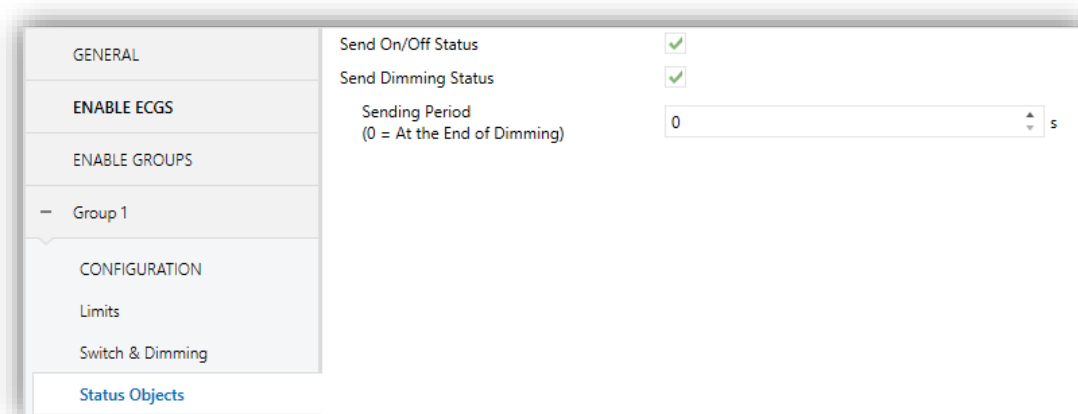 GENERAL
ENABLE ECGS
ENABLE GROUPS
Group 1
CONFIGURATION
Limits
Switch & Dimming
Status Objects
Send On/Off Status
Send Dimming Status
Sending Period
(0 = At the End of Dimming)
0 s